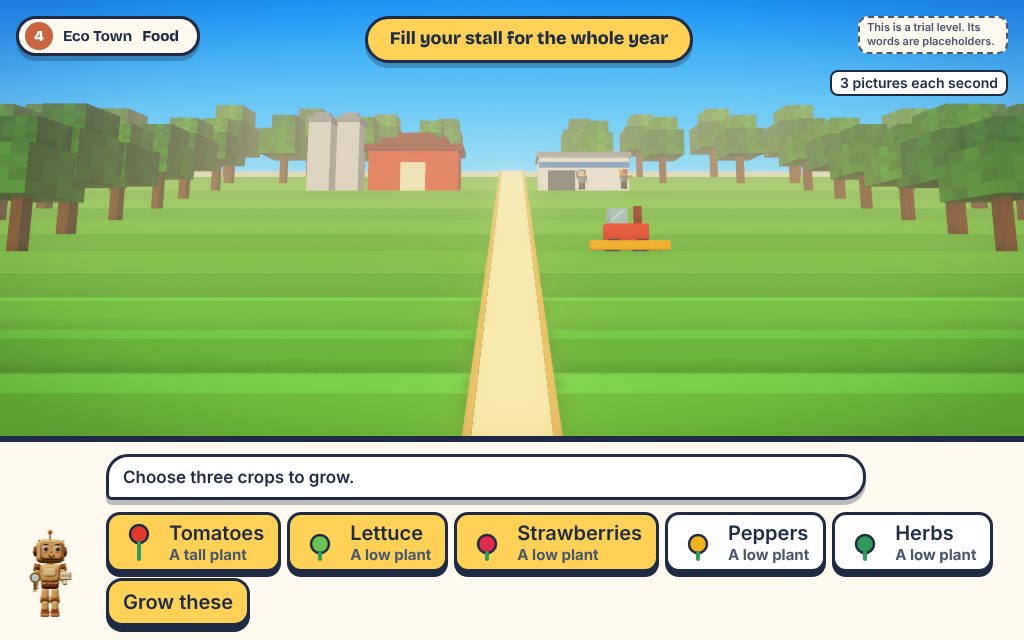 4 Eco Town Food
Fill your stall for the whole year
This is a trial level. Its
words are placeholders.
3 pictures each second
Choose three crops to grow.
Tomatoes
A tall plant
Lettuce
A low plant
Strawberries
A low plant
Peppers
A low plant
Herbs
A low plant
Grow these